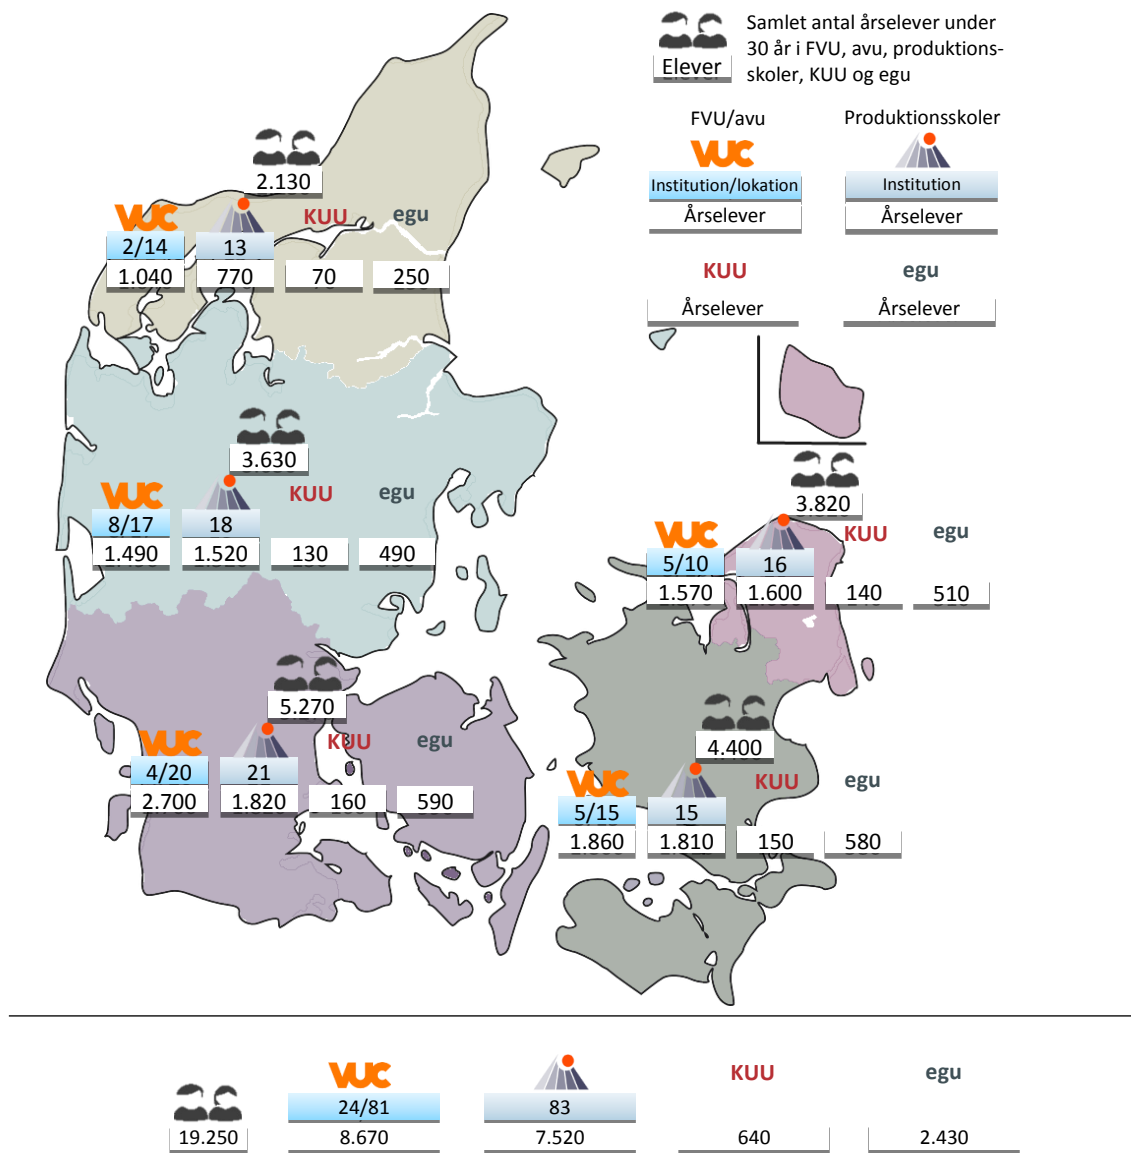 Samlet antal årselever under
30 år i FVU, avu, produktions-
skoler, KUU og egu
Elever
FVU/avu
Produktionsskoler
VUC
Institution/lokation
Institution
Årselever
Årselever
KUU
egu
Årselever
Årselever
2.130
VUC
KUU
egu
2/14
13
1.040
770
70
250
3.630
VUC
KUU
egu
8/17
18
1.490
1.520
130
490
3.820
VUC
KUU
egu
5/10
16
1.570
1.600
140
510
5.270
VUC
KUU
egu
4/20
21
2.700
1.820
160
590
4.400
VUC
KUU
egu
5/15
15
1.860
1.810
150
580
VUC
KUU
egu
24/81
83
19.250
8.670
7.520
640
2.430